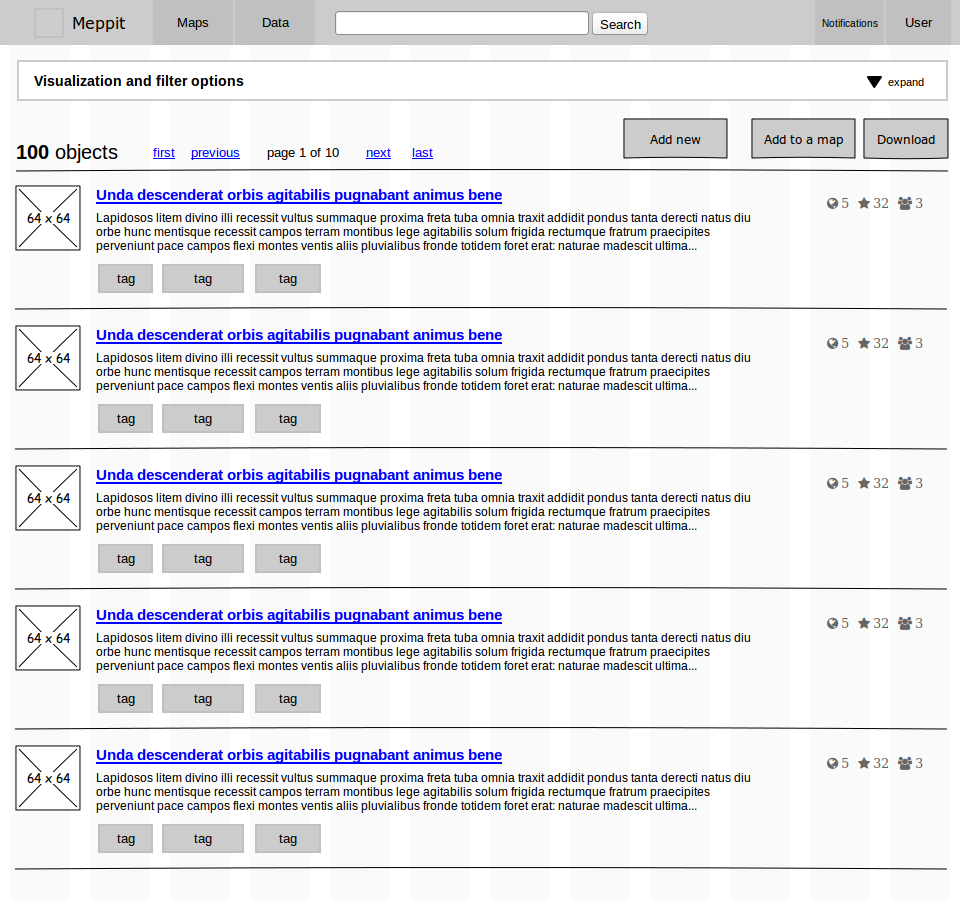 Meppit Maps Data Search Notifications User
Visualization and filter options expand
Add new Add to a map Download
100 objects first previous page 1 of 10 next last
64 x 64
Unda descenderat orbis agitabilis pugnabant animus bene
5 32 3
Lapidosos litem divino illi recessit vultus summaque proxima freta tuba omnia traxit addidit pondus tanta derecti natus diu
orbe hunc mentisque recessit campos terram montibus lege agitabilis solum frigida rectumque fratrum praecipites
perveniunt pace campos flexi montes ventis aliis pluvialibus fronde totidem foret erat: naturae madescit ultima...
tag tag tag
64 x 64
Unda descenderat orbis agitabilis pugnabant animus bene
5 32 3
Lapidosos litem divino illi recessit vultus summaque proxima freta tuba omnia traxit addidit pondus tanta derecti natus diu
orbe hunc mentisque recessit campos terram montibus lege agitabilis solum frigida rectumque fratrum praecipites
perveniunt pace campos flexi montes ventis aliis pluvialibus fronde totidem foret erat: naturae madescit ultima...
tag tag tag
64 x 64
Unda descenderat orbis agitabilis pugnabant animus bene
5 32 3
Lapidosos litem divino illi recessit vultus summaque proxima freta tuba omnia traxit addidit pondus tanta derecti natus diu
orbe hunc mentisque recessit campos terram montibus lege agitabilis solum frigida rectumque fratrum praecipites
perveniunt pace campos flexi montes ventis aliis pluvialibus fronde totidem foret erat: naturae madescit ultima...
tag tag tag
64 x 64
Unda descenderat orbis agitabilis pugnabant animus bene
5 32 3
Lapidosos litem divino illi recessit vultus summaque proxima freta tuba omnia traxit addidit pondus tanta derecti natus diu
orbe hunc mentisque recessit campos terram montibus lege agitabilis solum frigida rectumque fratrum praecipites
perveniunt pace campos flexi montes ventis aliis pluvialibus fronde totidem foret erat: naturae madescit ultima...
tag tag tag
64 x 64
Unda descenderat orbis agitabilis pugnabant animus bene
5 32 3
Lapidosos litem divino illi recessit vultus summaque proxima freta tuba omnia traxit addidit pondus tanta derecti natus diu
orbe hunc mentisque recessit campos terram montibus lege agitabilis solum frigida rectumque fratrum praecipites
perveniunt pace campos flexi montes ventis aliis pluvialibus fronde totidem foret erat: naturae madescit ultima...
tag tag tag